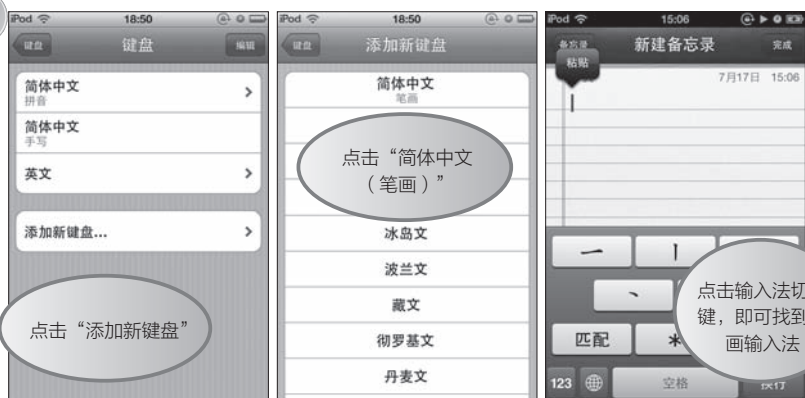 iPod 18:50
键盘 键盘 编辑
简体中文
拼音
简体中文
手写
英文
添加新键盘...
点击“添加新键盘”
iPod 18:50
键盘 添加新键盘
简体中文
笔画
点击“简体中文
（笔画）”
冰岛文
波兰文
藏文
彻罗基文
丹麦文
iPod 15:06
备忘录 新建备忘录 完成
粘贴
7月17日 15:06
一 丨
丶
点击输入法切
键，即可找到
画输入法
匹配 *
123 空格 换行